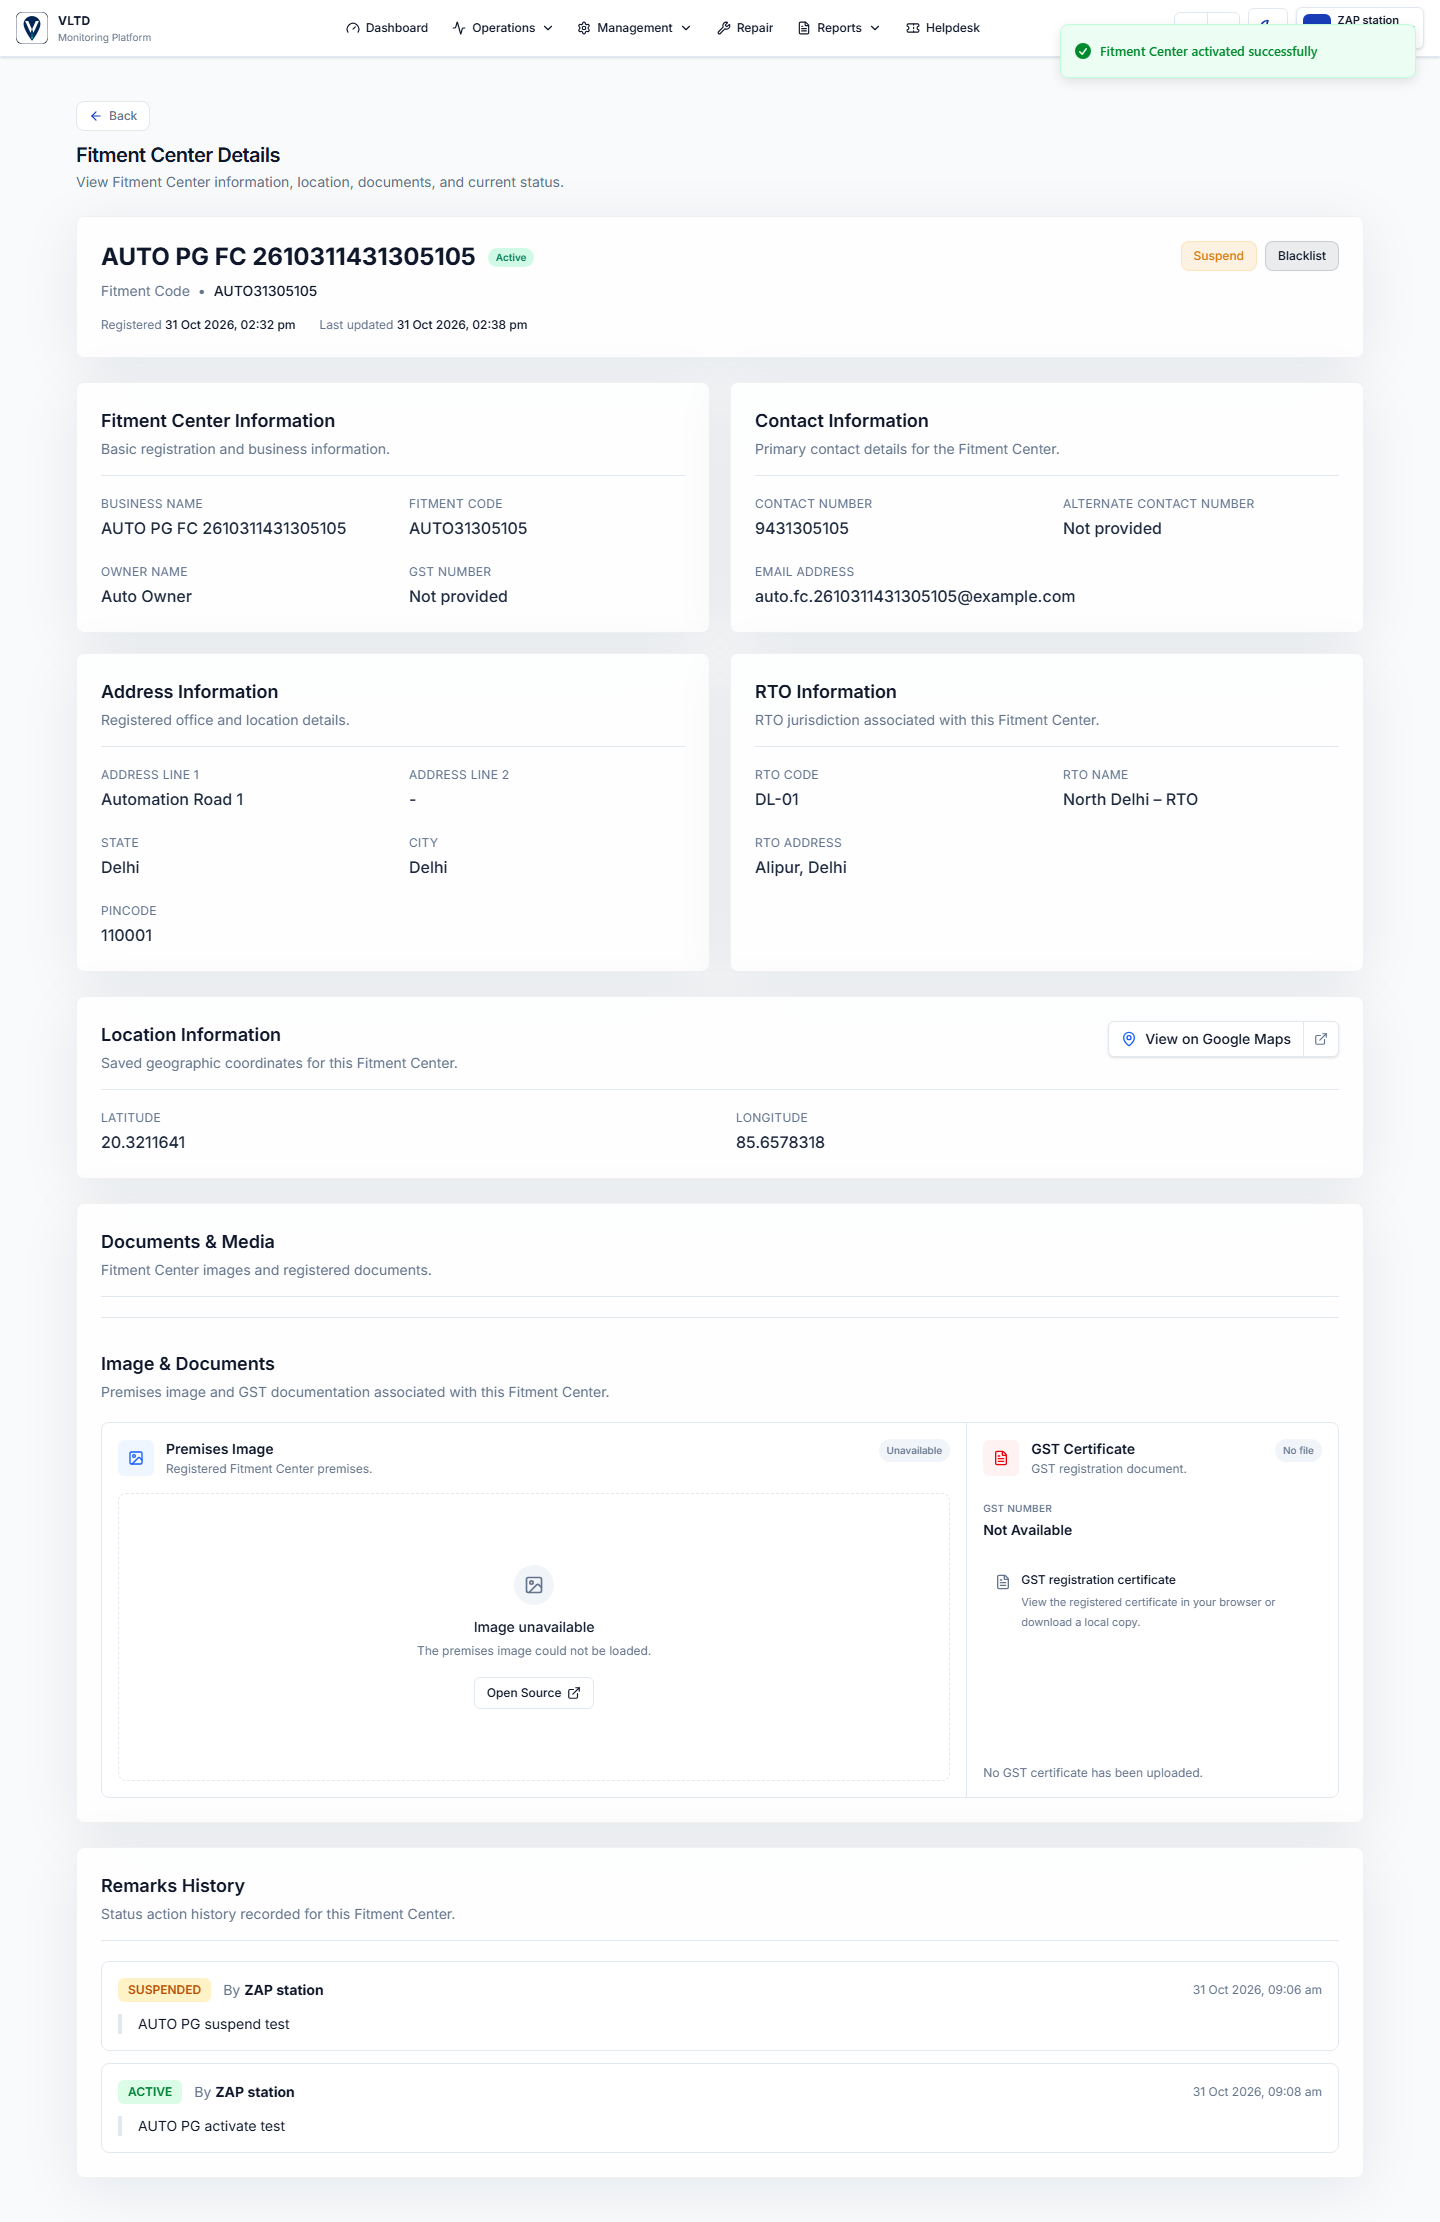 VLTD
Monitoring Platform
Dashboard
Operations
Management
Repair
Reports
Helpdesk
ZAP station
Fitment Center activated successfully
Back
Fitment Center Details
View Fitment Center information, location, documents, and current status.
AUTO PG FC 2610311431305105 Active
Suspend
Blacklist
Fitment Code • AUTO31305105
Registered 31 Oct 2026, 02:32 pm Last updated 31 Oct 2026, 02:38 pm
Fitment Center Information
Basic registration and business information.
BUSINESS NAME
AUTO PG FC 2610311431305105
FITMENT CODE
AUTO31305105
OWNER NAME
Auto Owner
GST NUMBER
Not provided
Contact Information
Primary contact details for the Fitment Center.
CONTACT NUMBER
9431305105
ALTERNATE CONTACT NUMBER
Not provided
EMAIL ADDRESS
auto.fc.2610311431305105@example.com
Address Information
Registered office and location details.
ADDRESS LINE 1
Automation Road 1
ADDRESS LINE 2
-
STATE
Delhi
CITY
Delhi
PINCODE
110001
RTO Information
RTO jurisdiction associated with this Fitment Center.
RTO CODE
DL-01
RTO NAME
North Delhi – RTO
RTO ADDRESS
Alipur, Delhi
Location Information
Saved geographic coordinates for this Fitment Center.
View on Google Maps
LATITUDE
20.3211641
LONGITUDE
85.6578318
Documents & Media
Fitment Center images and registered documents.
Image & Documents
Premises image and GST documentation associated with this Fitment Center.
Premises Image
Registered Fitment Center premises.
Unavailable
Image unavailable
The premises image could not be loaded.
Open Source
GST Certificate
GST registration document.
No file
GST NUMBER
Not Available
GST registration certificate
View the registered certificate in your browser or
download a local copy.
No GST certificate has been uploaded.
Remarks History
Status action history recorded for this Fitment Center.
SUSPENDED By ZAP station
31 Oct 2026, 09:06 am
AUTO PG suspend test
ACTIVE By ZAP station
31 Oct 2026, 09:08 am
AUTO PG activate test